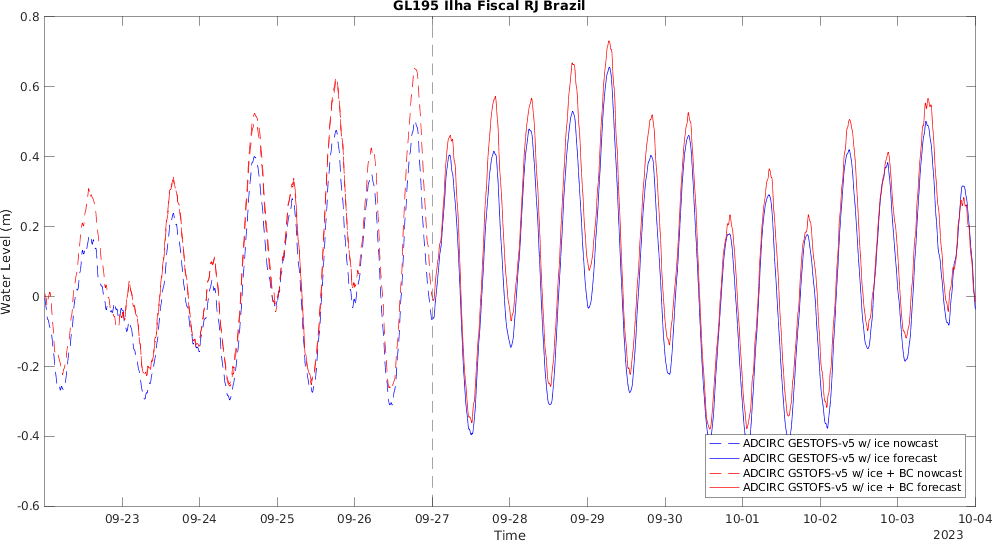 GL195 Ilha Fiscal RJ Brazil
0.8
0.6
0.4
0.2
0
-0.2
-0.4
-0.6
Water Level (m)
ADCIRC GESTOFS-v5 w/ ice nowcast
ADCIRC GESTOFS-v5 w/ ice forecast
ADCIRC GSTOFS-v5 w/ ice + BC nowcast
ADCIRC GSTOFS-v5 w/ ice + BC forecast
09-23 09-24 09-25 09-26 09-27 09-28 09-29 09-30 10-01 10-02 10-03 10-04
Time
2023